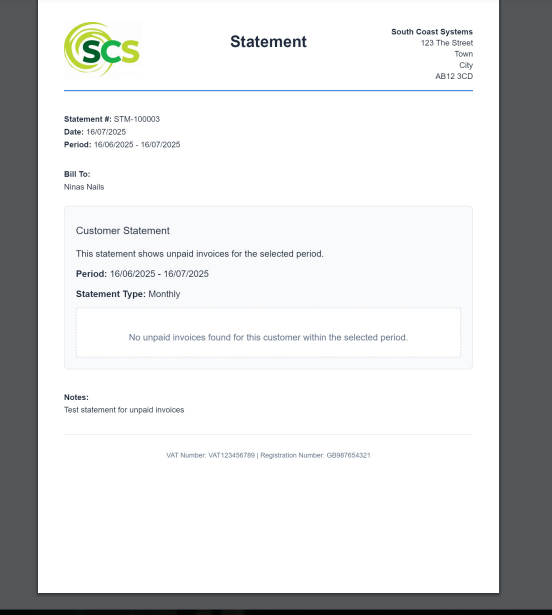 SCS
Statement
South Coast Systems
123 The Street
Town
City
AB12 3CD
Statement #: STM-100003
Date: 16/07/2025
Period: 16/06/2025 - 16/07/2025
Bill To:
Ninas Nails
Customer Statement
This statement shows unpaid invoices for the selected period.
Period: 16/06/2025 - 16/07/2025
Statement Type: Monthly
No unpaid invoices found for this customer within the selected period.
Notes:
Test statement for unpaid invoices
VAT Number: VAT123456789 | Registration Number: GB987654321